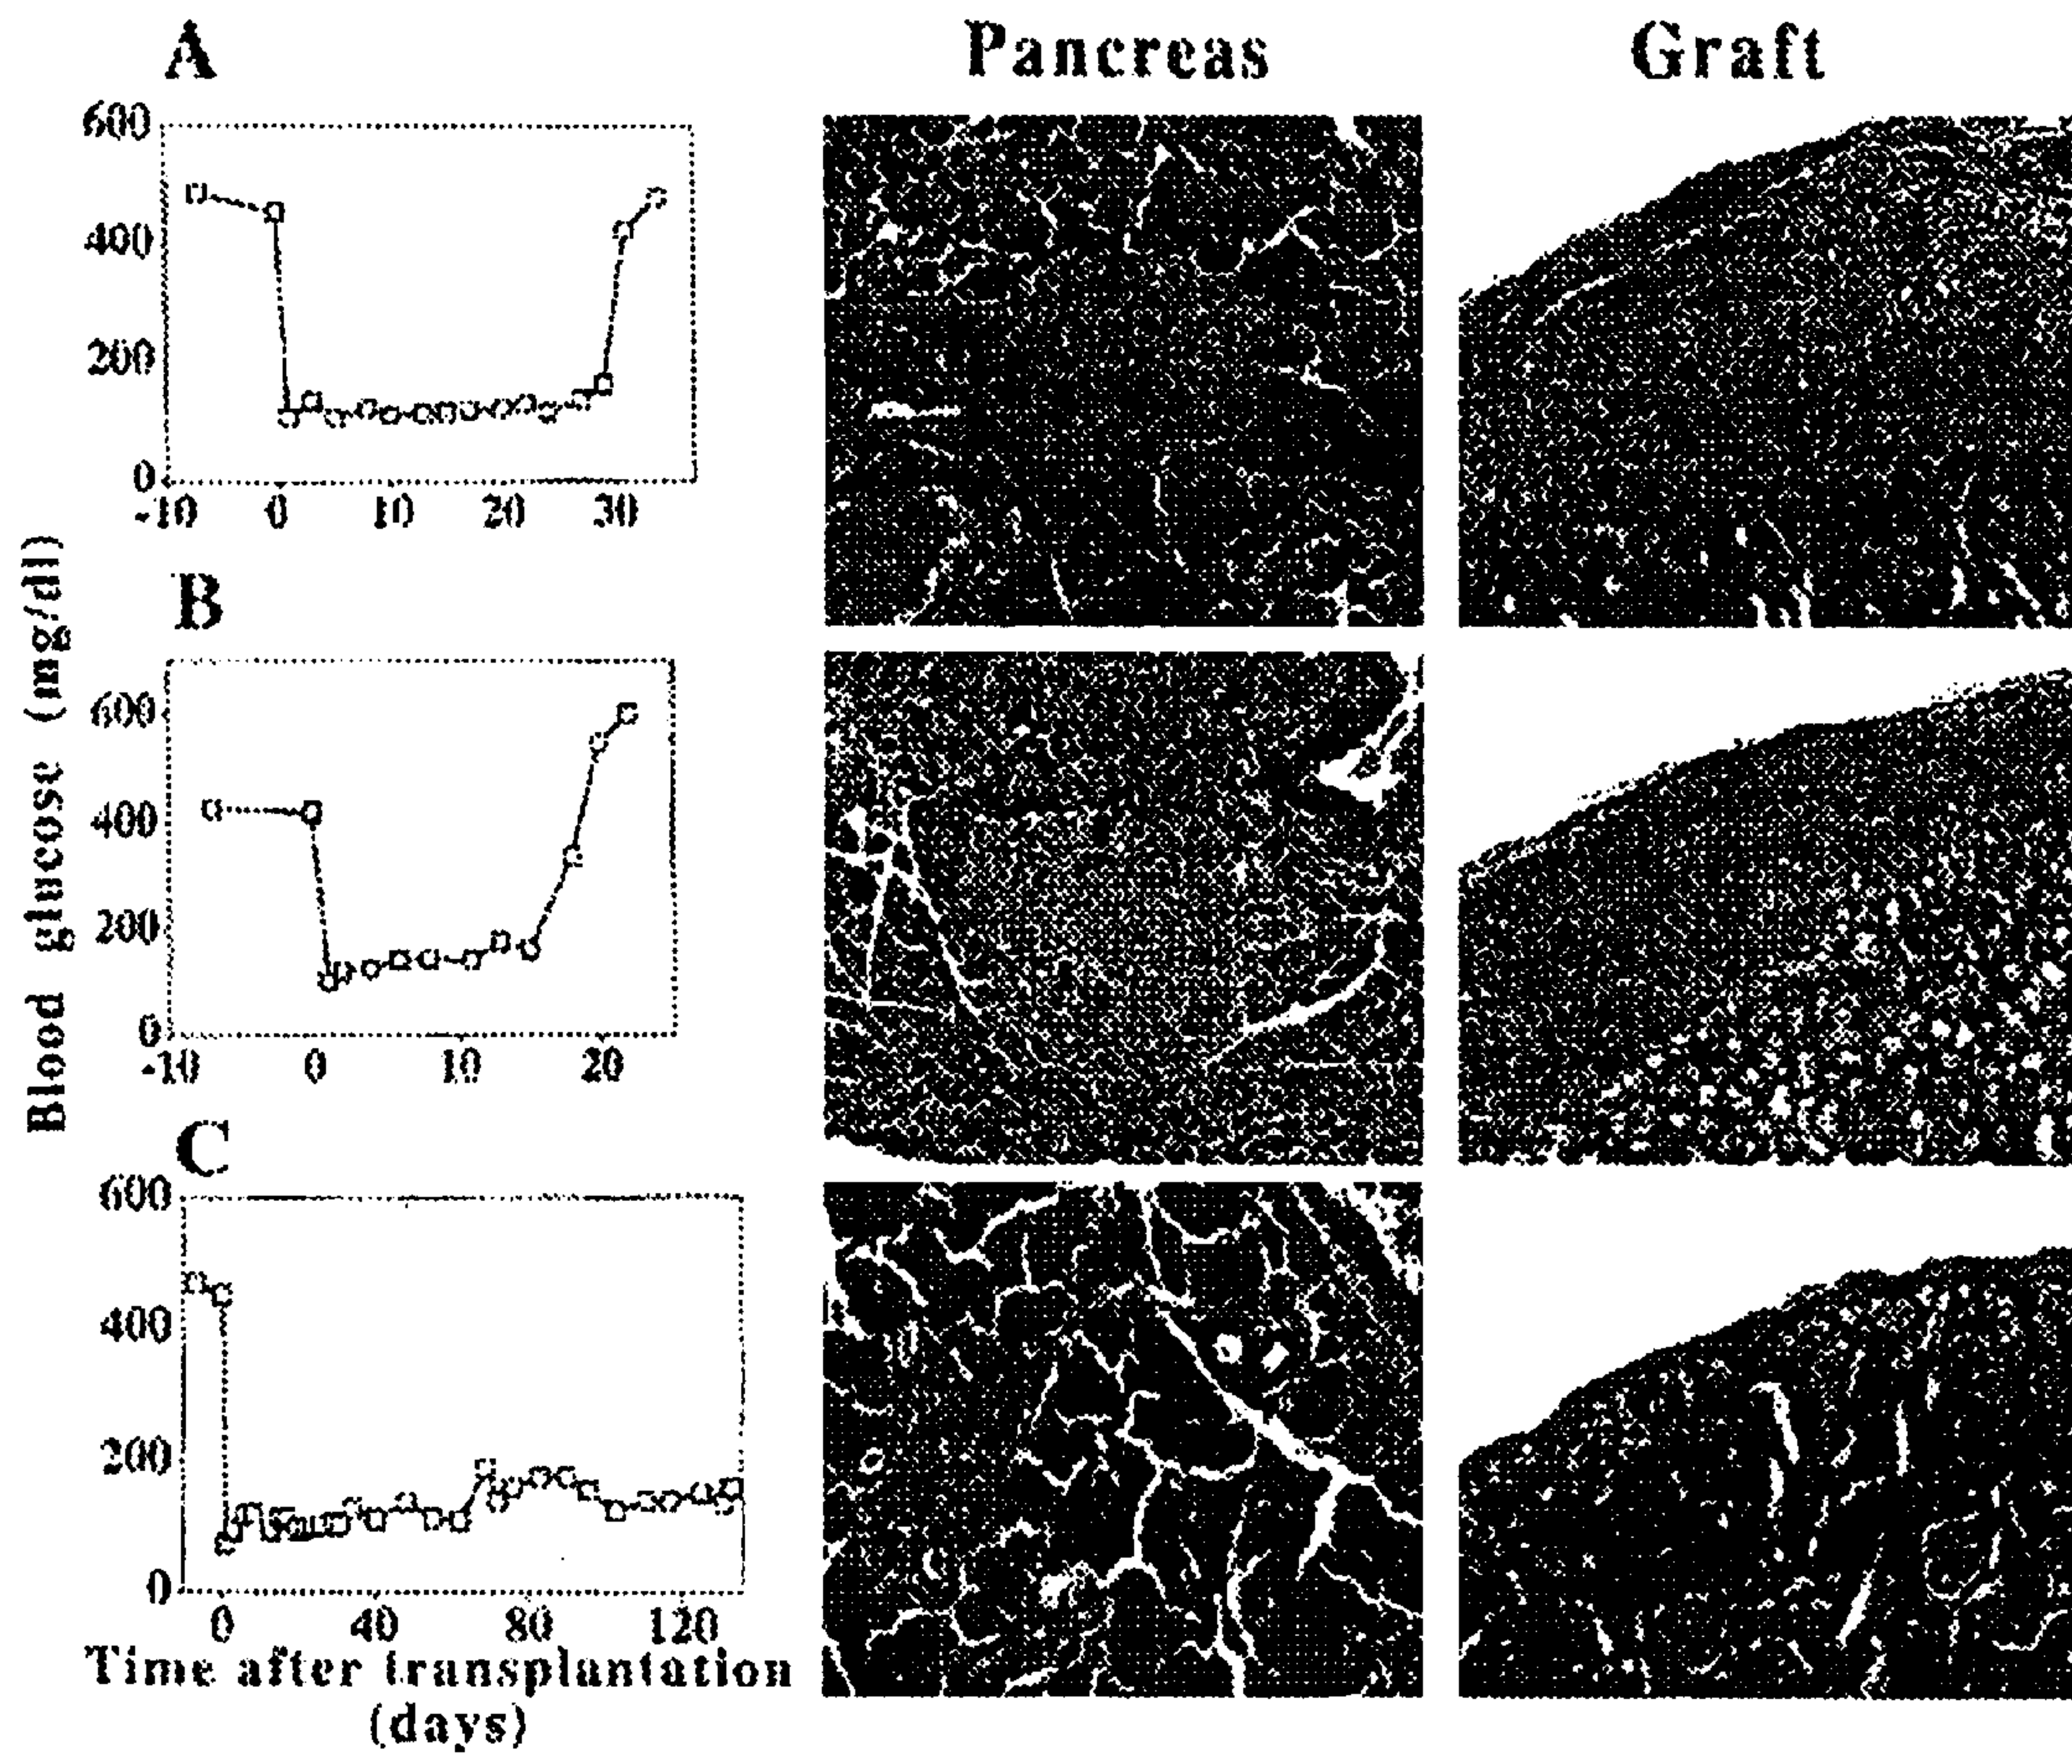 A
Pancreas
Graft
600
400
200
0
-10 0 10 20 30
B
Blood glucose (mg/dl)
600
400
200
0
-10 0 10 20
C
600
400
200
0
0 40 80 120
Time after transplantation
(days)